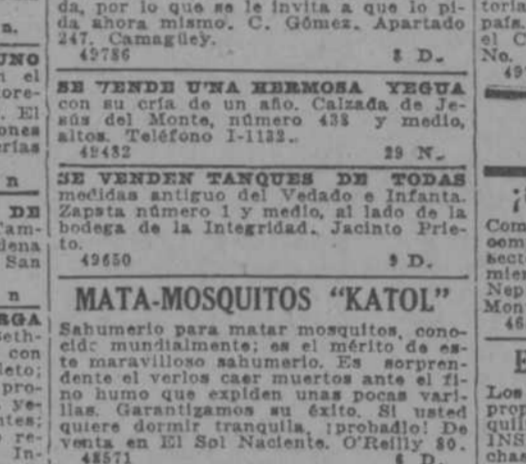 da, por lo que se le invita a que lo pi-
da ahora mismo. C. Gómez. Apartado
247. Camagüey.
49786 8 D.
SE VENDE UNA HERMOSA YEGUA
con su cría de un año. Calzada de Je-
sús del Monte, número 438 y medio,
altos. Teléfono I-1132.
49482 29 N.
SE VENDEN TANQUES DE TODAS
medidas antiguo del Vedado e Infanta.
Zapata número 1 y medio, al lado de la
bodega de la Integridad. Jacinto Prie-
to.
49650 9 D.
MATA-MOSQUITOS "KATOL"
Sahumerio para matar mosquitos, cono-
cido mundialmente; es el mérito de es-
te maravilloso sahumerio. Es sorpren-
dente el verlos caer muertos ante el fi-
no humo que expiden unas pocas vari-
llas. Garantizamos su éxito. Si usted
quiere dormir tranquila, ¡probadlo! De
venta en El Sol Naciente. O'Reilly 80.
48571 D.